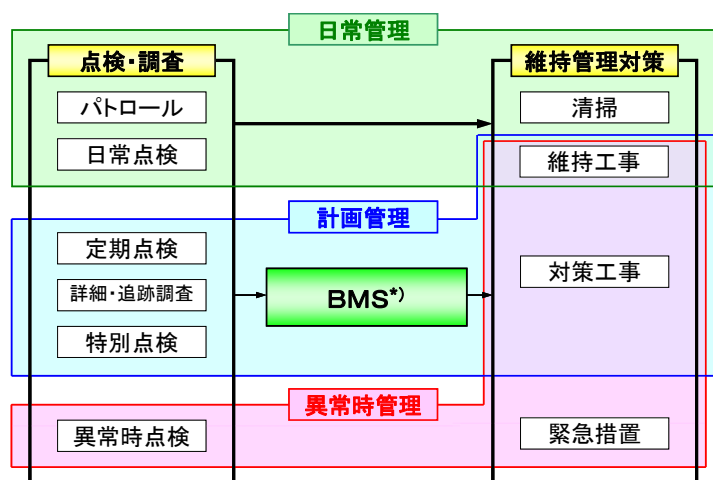 日常管理
点検・調査
維持管理対策
パトロール
清掃
日常点検
維持工事
計画管理
定期点検
対策工事
詳細・追跡調査
BMS*)
特別点検
異常時管理
異常時点検
緊急措置